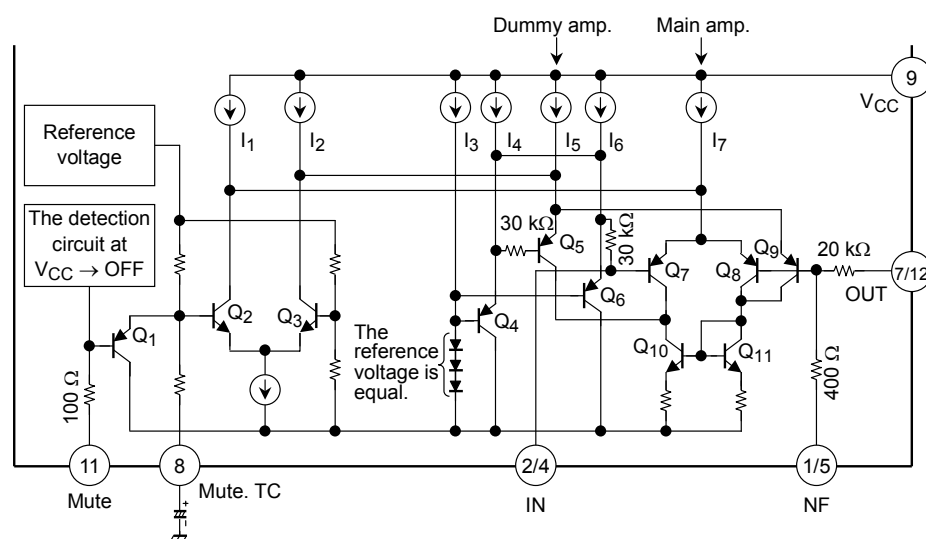 Dummy amp.
Main amp.
9
VCC
Reference
voltage
I1
I2
I3
I4
I5
I6
I7
The detection
circuit at
VCC → OFF
30 kΩ
Q5
30 kΩ
Q7
Q8
Q9
20 kΩ
7/12
OUT
Q1
Q2
Q3
Q4
Q6
The
reference
voltage is
equal.
Q10
Q11
100 Ω
400 Ω
11
8
2/4
1/5
Mute
Mute. TC
IN
NF
+
−